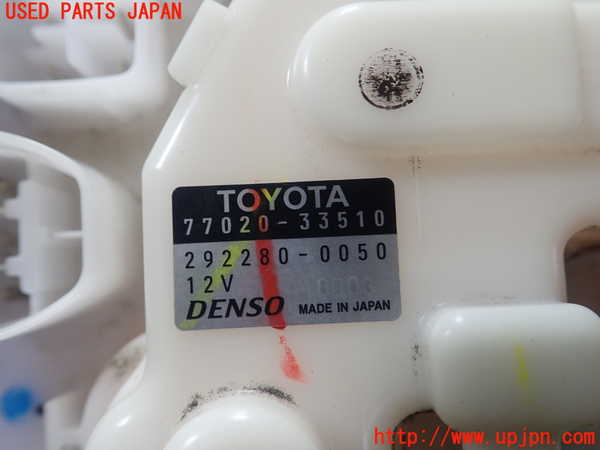 USED PARTS JAPAN
TOYOTA
77020-33510
292280-0050
12V
DENSO MADE IN JAPAN
http://www.upjpn.com/